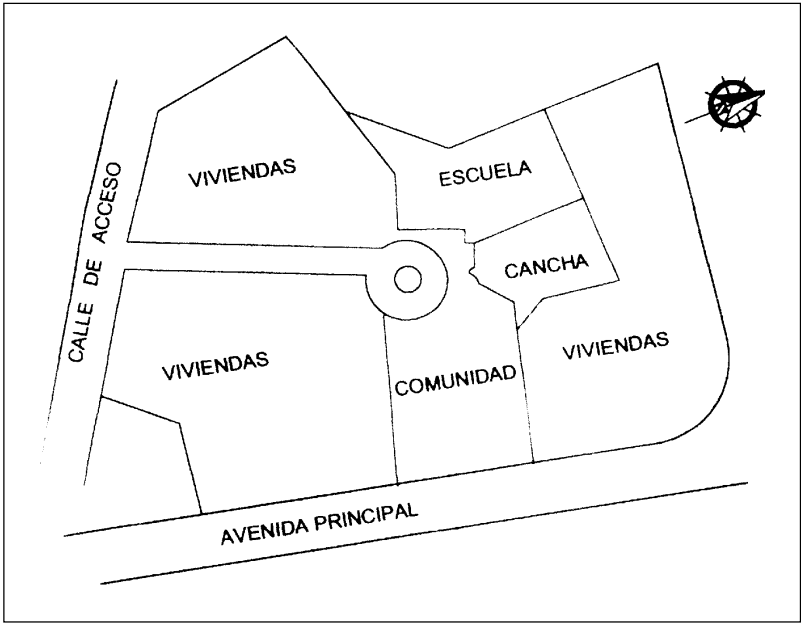 VIVIENDAS
ESCUELA
CALLE DE ACCESO
CANCHA
VIVIENDAS
VIVIENDAS
COMUNIDAD
AVENIDA PRINCIPAL